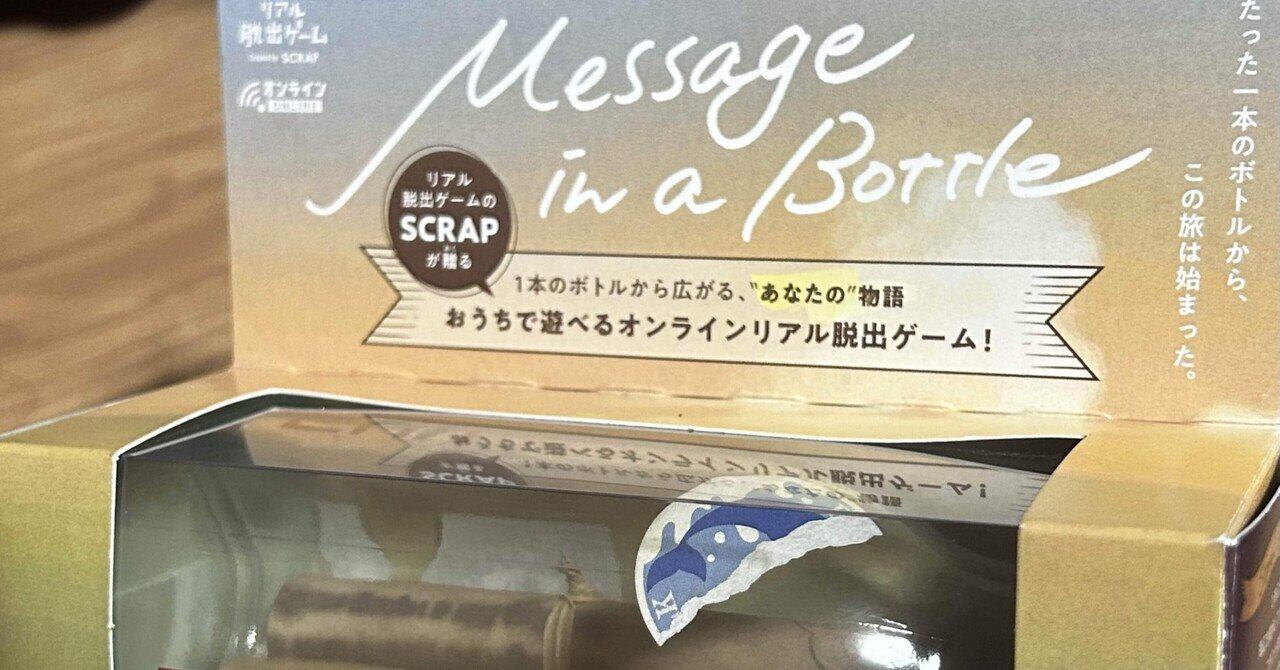 リアル
脱出ゲーム
SCRAP
オンライン
ONLINE
Message
in a Bottle
たった一本のボトルから、
この旅は始まった。
リアル
脱出ゲームの
SCRAP
が贈る
1本のボトルから広がる、"あなたの"物語
おうちで遊べるオンラインリアル脱出ゲーム!
K